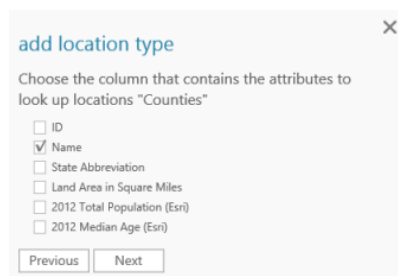 add location type
Choose the column that contains the attributes to
look up locations "Counties"
ID
Name
State Abbreviation
Land Area in Square Miles
2012 Total Population (Esri)
2012 Median Age (Esri)
Previous Next